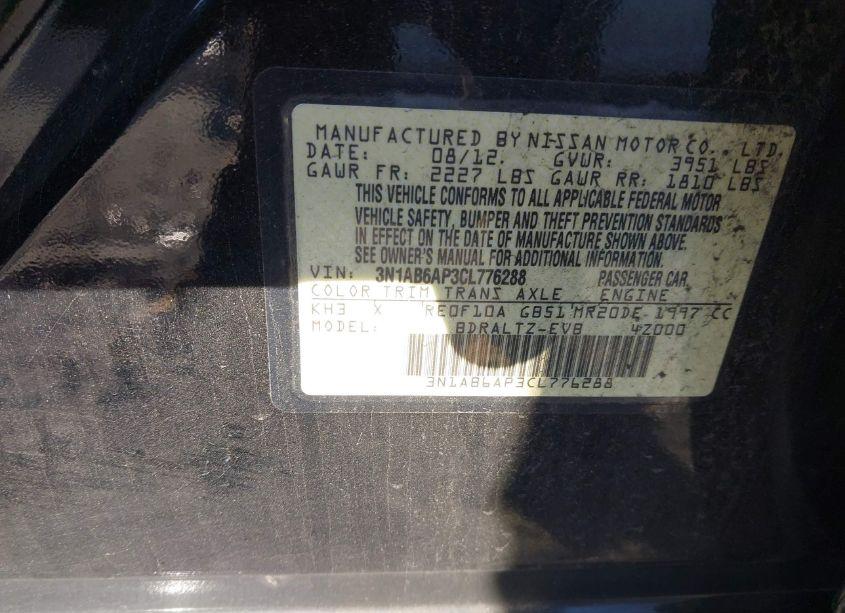 MANUFACTURED BY NISSAN MOTOR CO., LTD.
DATE: 08/12. GVWR: 3951 LBS
GAWR FR: 2227 LBS GAWR RR: 1810 LBS
THIS VEHICLE CONFORMS TO ALL APPLICABLE FEDERAL MOTOR
VEHICLE SAFETY, BUMPER AND THEFT PREVENTION STANDARDS
IN EFFECT ON THE DATE OF MANUFACTURE SHOWN ABOVE.
SEE OWNER'S MANUAL FOR ADDITIONAL INFORMATION.
VIN: 3N1AB6AP3CL776288 PASSENGER CAR
COLOR TRIM TRANS AXLE ENGINE
KH3 X RE0F10A GB51 MR20DE 1997 CC
MODEL: BDRALTZ-EVB 4Z000
3N1AB6AP3CL776288